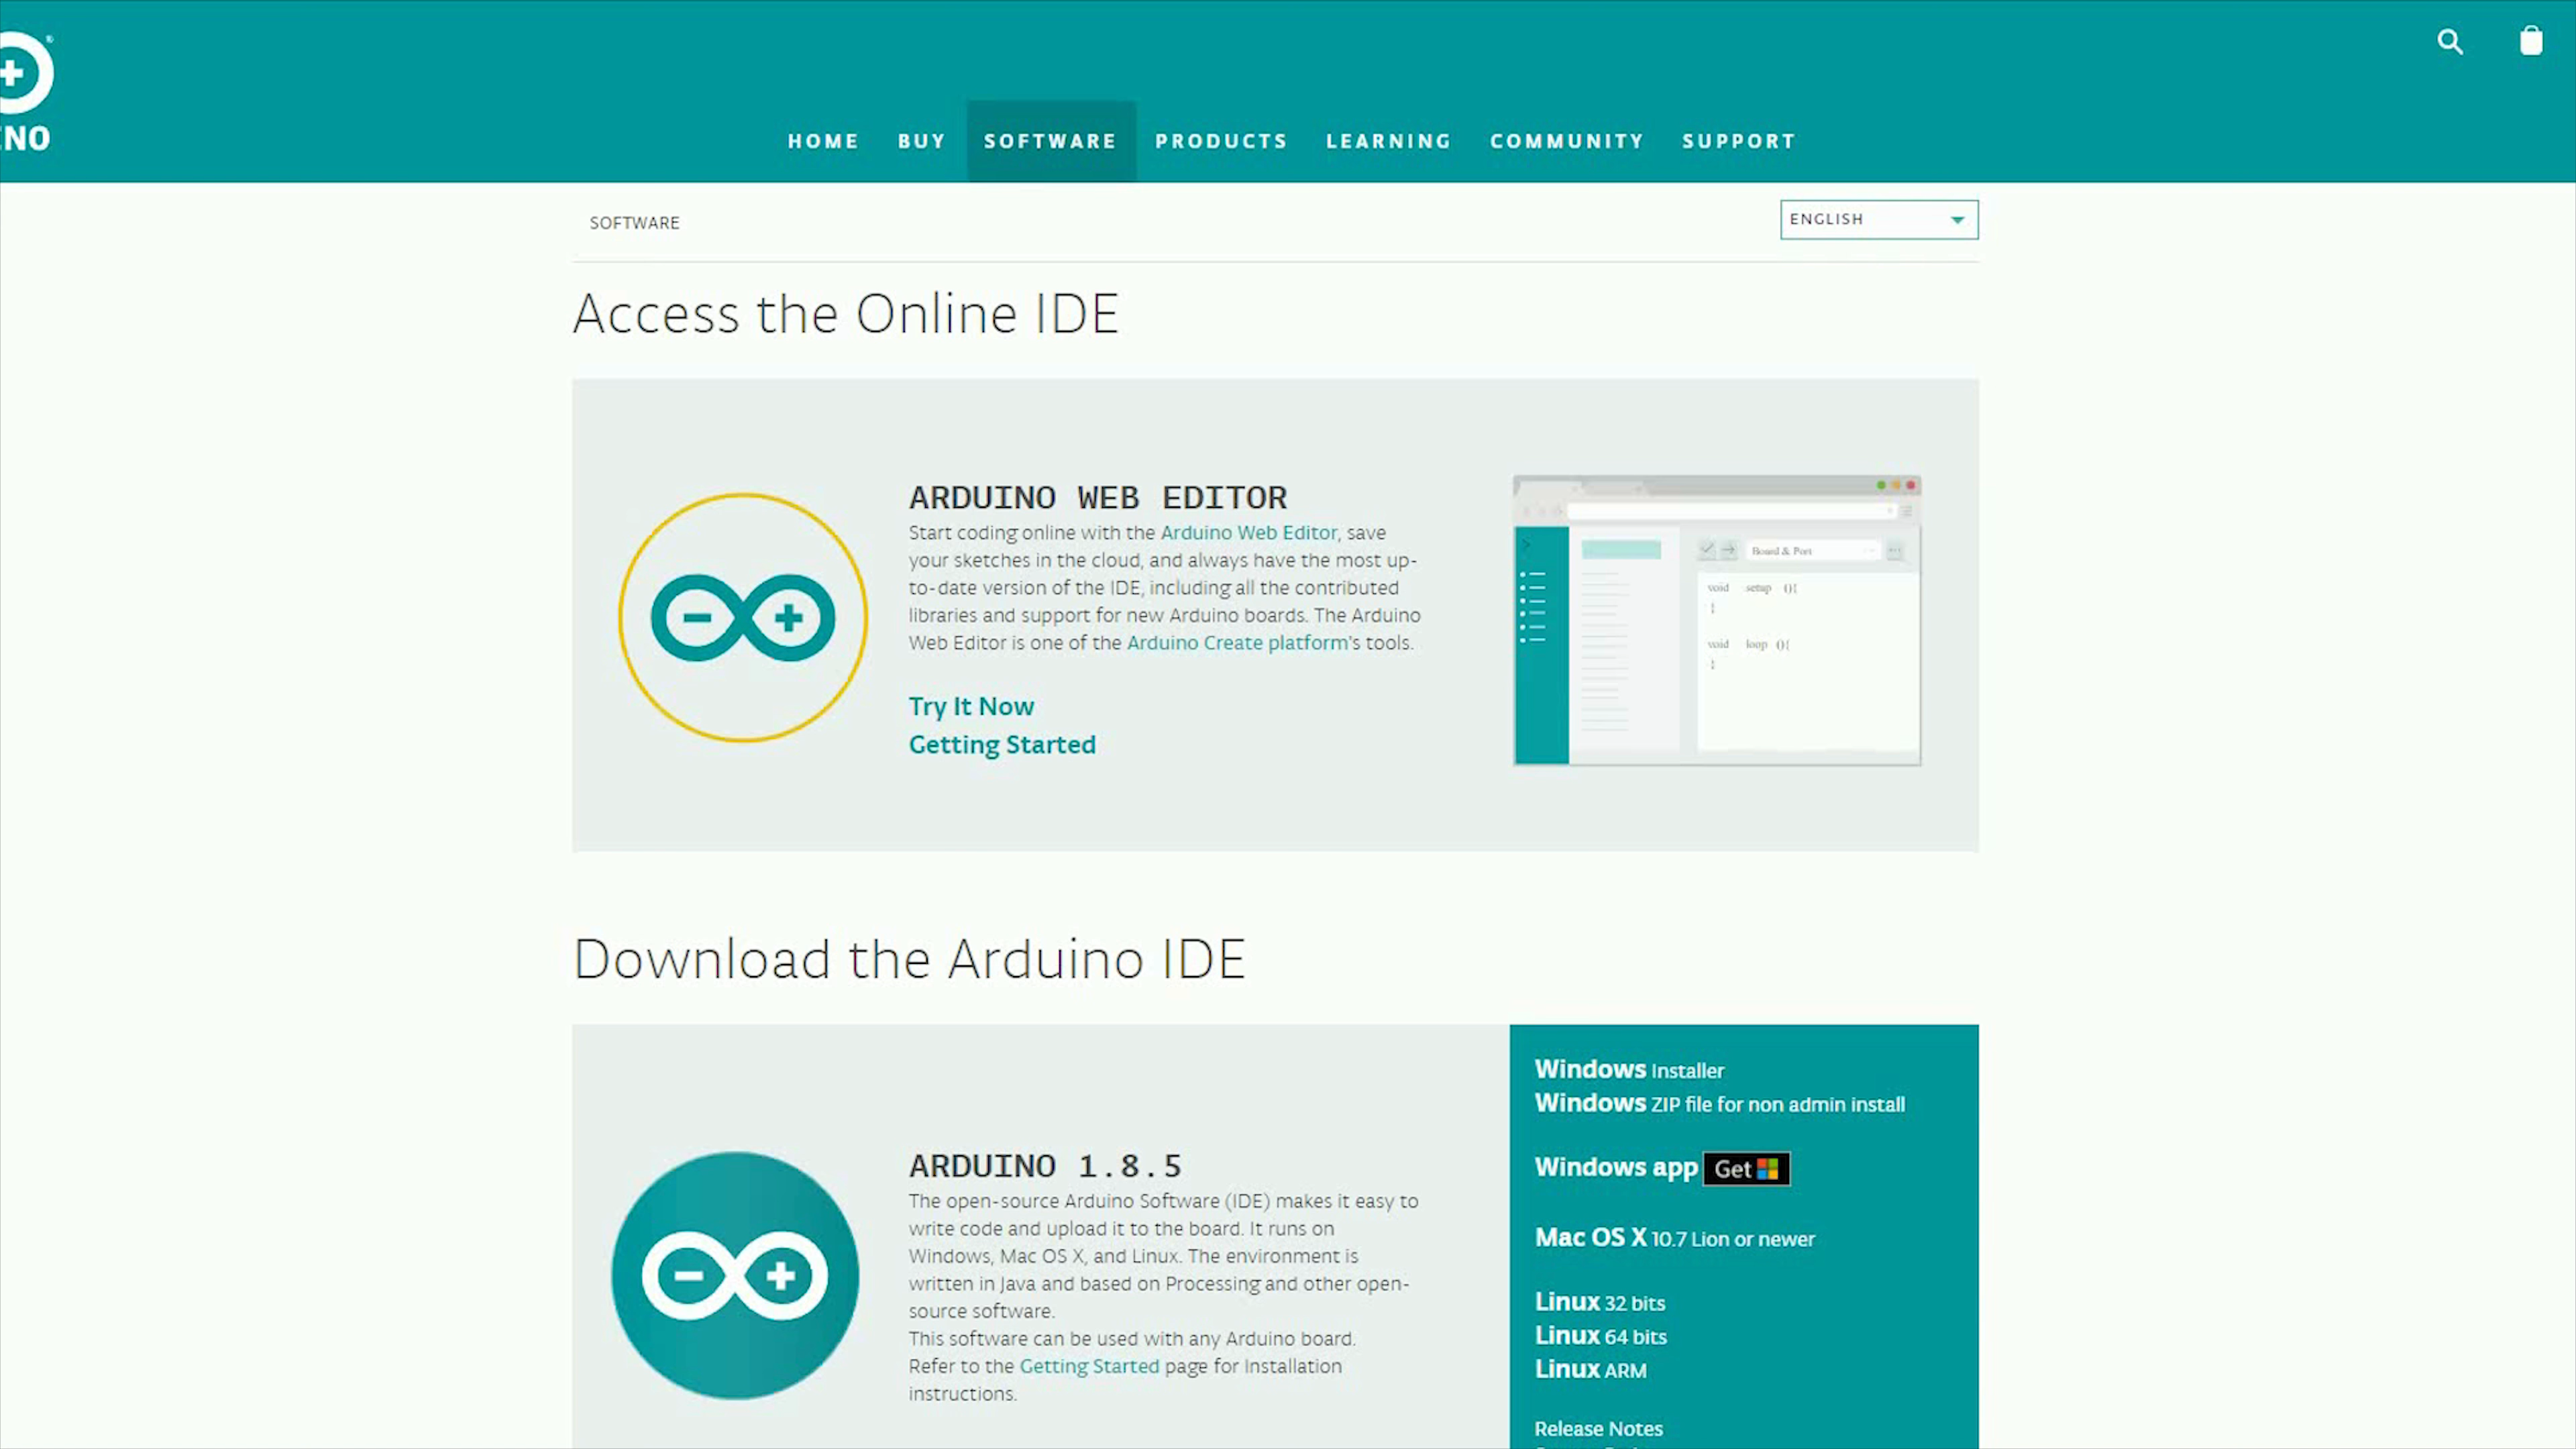 NO
HOME BUY SOFTWARE PRODUCTS LEARNING COMMUNITY SUPPORT
SOFTWARE
ENGLISH
Access the Online IDE
ARDUINO WEB EDITOR
Start coding online with the Arduino Web Editor, save
your sketches in the cloud, and always have the most up-
to-date version of the IDE, including all the contributed
libraries and support for new Arduino boards. The Arduino
Web Editor is one of the Arduino Create platform's tools.
Try It Now
Getting Started
Board & Port
void setup (){
}
void loop (){
}
Download the Arduino IDE
ARDUINO 1.8.5
The open-source Arduino Software (IDE) makes it easy to
write code and upload it to the board. It runs on
Windows, Mac OS X, and Linux. The environment is
written in Java and based on Processing and other open-
source software.
This software can be used with any Arduino board.
Refer to the Getting Started page for Installation
instructions.
Windows Installer
Windows ZIP file for non admin install
Windows app Get
Mac OS X 10.7 Lion or newer
Linux 32 bits
Linux 64 bits
Linux ARM
Release Notes